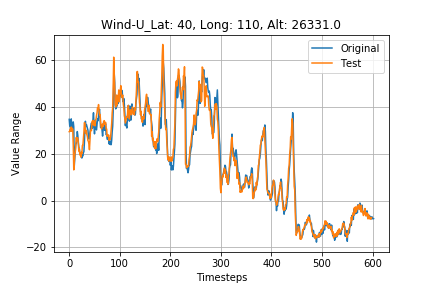 Wind-U_Lat: 40, Long: 110, Alt: 26331.0
Original
Test
Value Range
60
40
20
0
−20
0 100 200 300 400 500 600
Timesteps